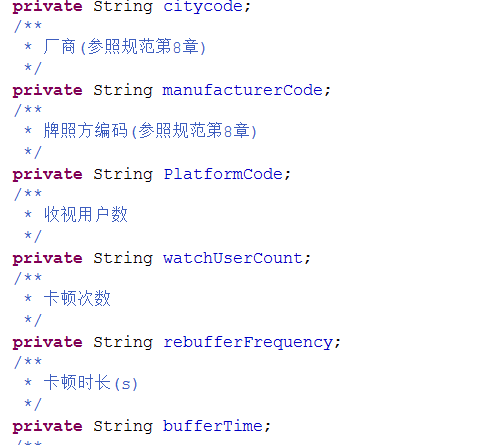 private String citycode;
/**
 * 厂商(参照规范第8章)
 */
private String manufacturerCode;
/**
 * 牌照方编码(参照规范第8章)
 */
private String PlatformCode;
/**
 * 收视用户数
 */
private String watchUserCount;
/**
 * 卡顿次数
 */
private String rebufferFrequency;
/**
 * 卡顿时长(s)
 */
private String bufferTime;
/**